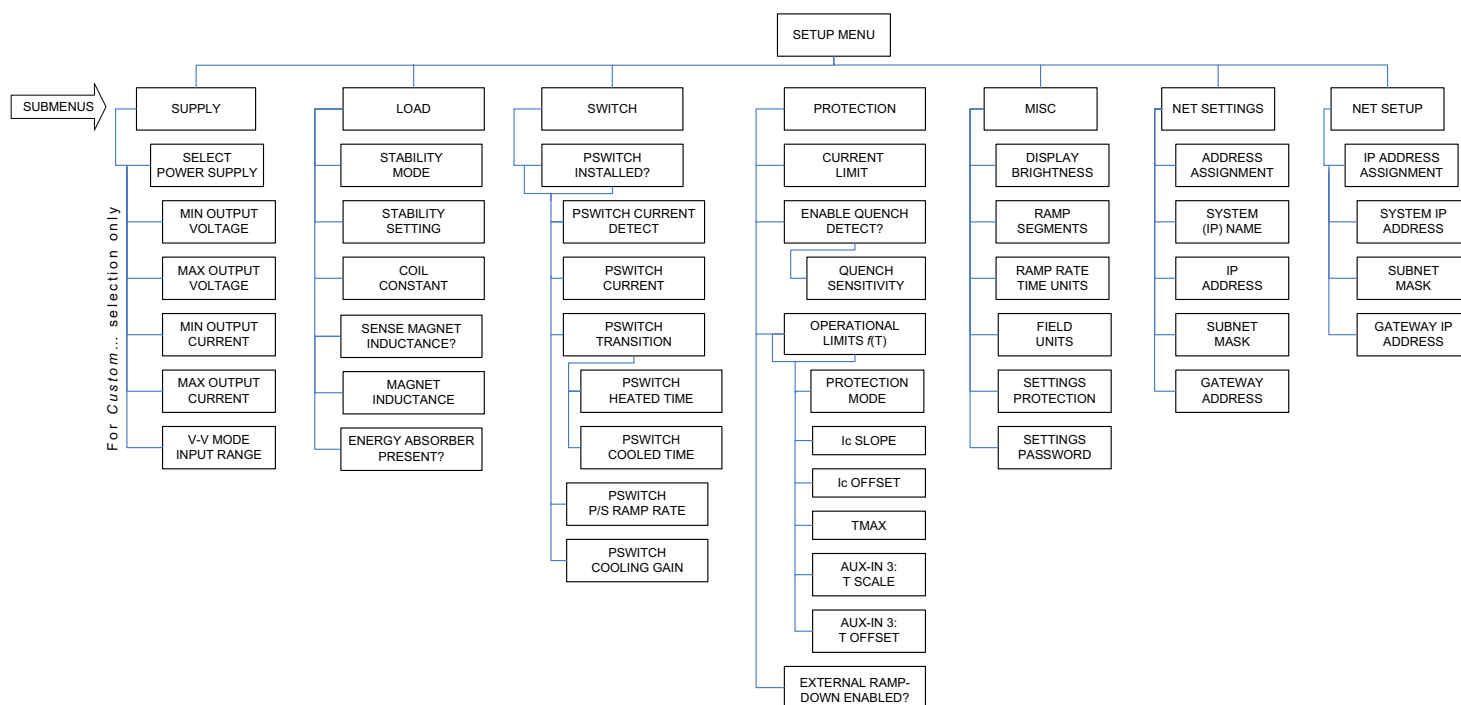 SETUP MENU
SUBMENUS
SUPPLY
SELECT
POWER SUPPLY
MIN OUTPUT
VOLTAGE
MAX OUTPUT
VOLTAGE
MIN OUTPUT
CURRENT
MAX OUTPUT
CURRENT
V-V MODE
INPUT RANGE
For Custom... selection only
LOAD
STABILITY
MODE
STABILITY
SETTING
COIL
CONSTANT
SENSE MAGNET
INDUCTANCE?
MAGNET
INDUCTANCE
ENERGY ABSORBER
PRESENT?
SWITCH
PSWITCH
INSTALLED?
PSWITCH CURRENT
DETECT
PSWITCH
CURRENT
PSWITCH
TRANSITION
PSWITCH
HEATED TIME
PSWITCH
COOLED TIME
PSWITCH
P/S RAMP RATE
PSWITCH
COOLING GAIN
PROTECTION
CURRENT
LIMIT
ENABLE QUENCH
DETECT?
QUENCH
SENSITIVITY
OPERATIONAL
LIMITS f(T)
PROTECTION
MODE
Ic SLOPE
Ic OFFSET
TMAX
AUX-IN 3:
T SCALE
AUX-IN 3:
T OFFSET
EXTERNAL RAMP-
DOWN ENABLED?
MISC
DISPLAY
BRIGHTNESS
RAMP
SEGMENTS
RAMP RATE
TIME UNITS
FIELD
UNITS
SETTINGS
PROTECTION
SETTINGS
PASSWORD
NET SETTINGS
ADDRESS
ASSIGNMENT
SYSTEM
(IP) NAME
IP
ADDRESS
SUBNET
MASK
GATEWAY
ADDRESS
NET SETUP
IP ADDRESS
ASSIGNMENT
SYSTEM IP
ADDRESS
SUBNET
MASK
GATEWAY IP
ADDRESS